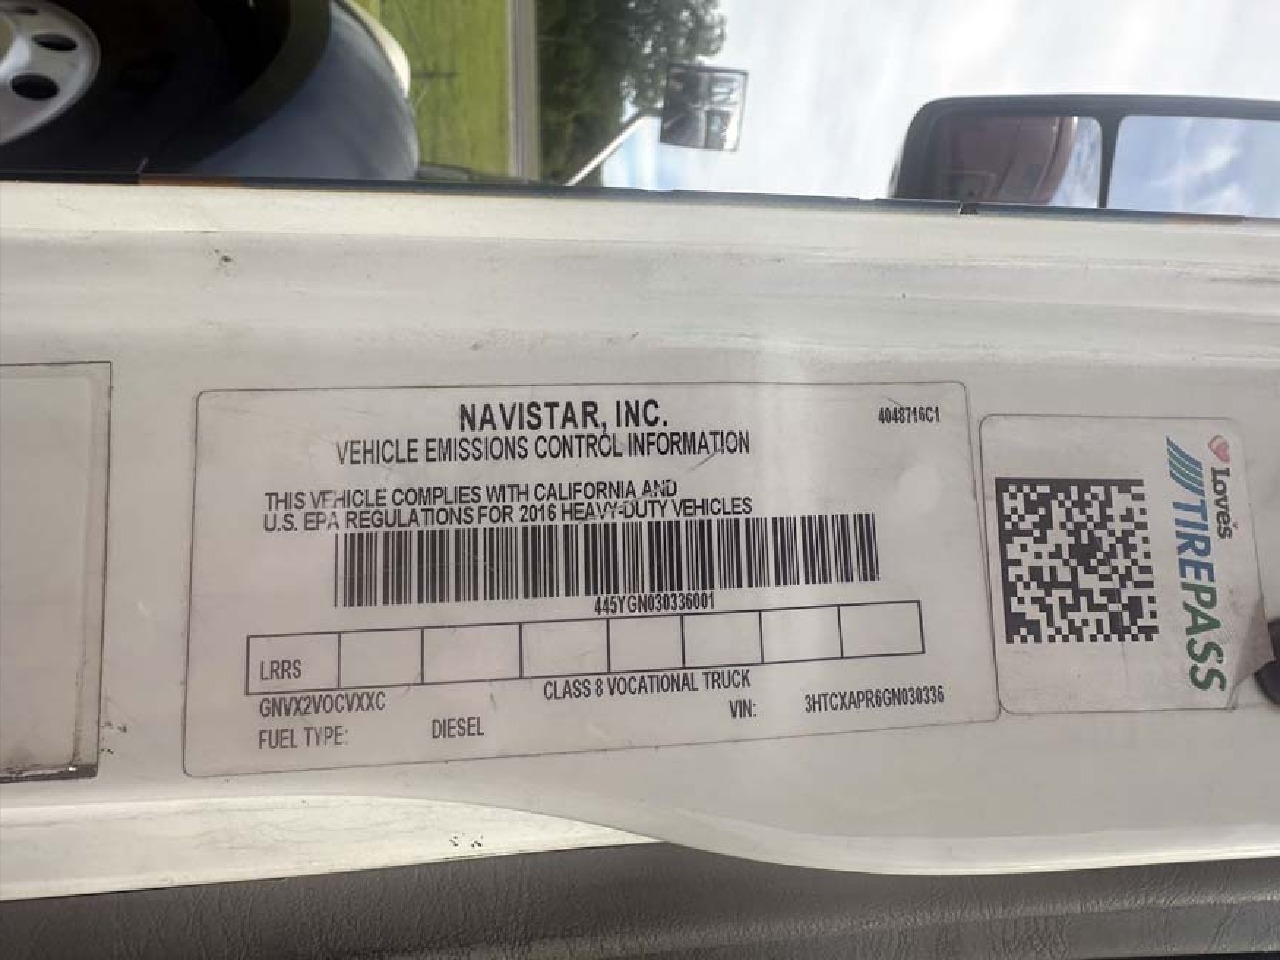 NAVISTAR, INC.
4048716C1
VEHICLE EMISSIONS CONTROL INFORMATION
THIS VEHICLE COMPLIES WITH CALIFORNIA AND
U.S. EPA REGULATIONS FOR 2016 HEAVY-DUTY VEHICLES
445YGN030336001
LRRS
GNVX2VOCVXXC
CLASS 8 VOCATIONAL TRUCK
FUEL TYPE: DIESEL
VIN: 3HTCXAPR6GN030336
Loves
TIREPASS